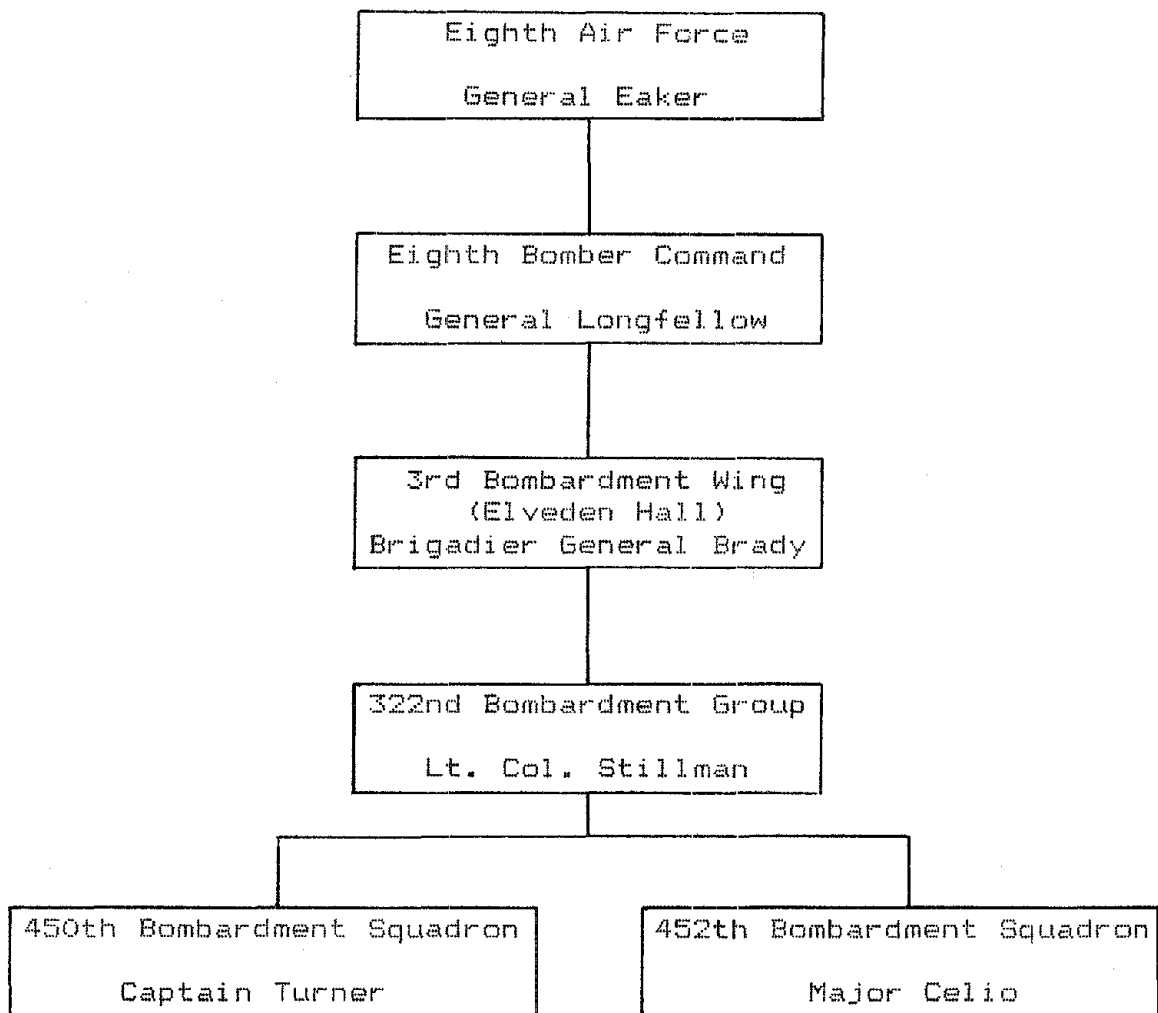 Eighth Air Force
General Eaker
Eighth Bomber Command
General Longfellow
3rd Bombardment Wing
(Elveden Hall)
Brigadier General Brady
322nd Bombardment Group
Lt. Col. Stillman
450th Bombardment Squadron
Captain Turner
452th Bombardment Squadron
Major Celio